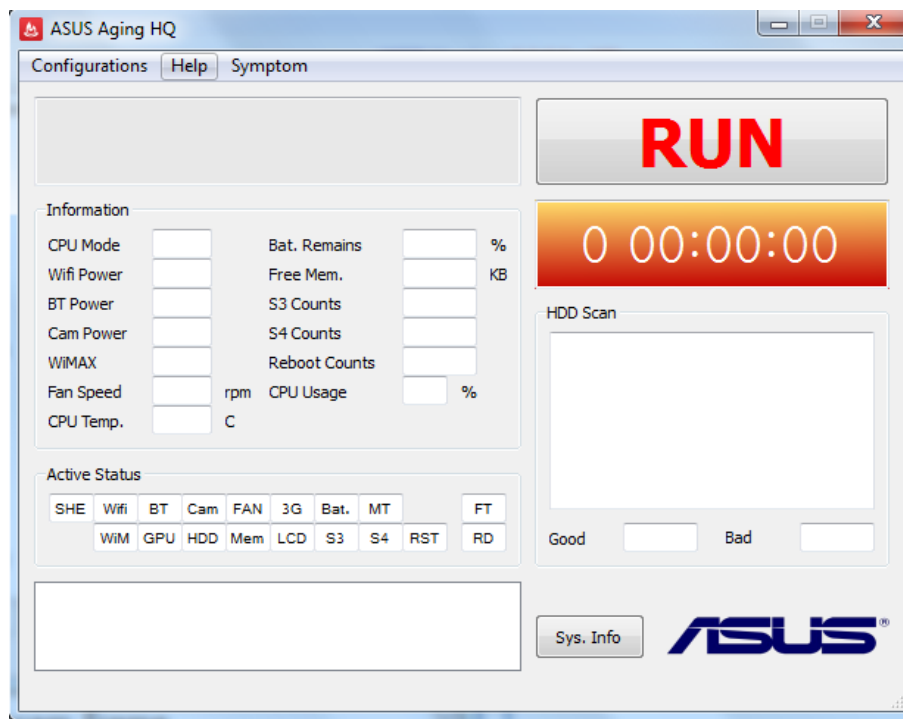 ASUS Aging HQ
Configurations Help Symptom
RUN
0 00:00:00
Information
CPU Mode Bat. Remains %
Wifi Power Free Mem. KB
BT Power S3 Counts
Cam Power S4 Counts
WiMAX Reboot Counts
Fan Speed rpm CPU Usage %
CPU Temp. C
HDD Scan
Good Bad
Active Status
SHE Wifi BT Cam FAN 3G Bat. MT FT
WiM GPU HDD Mem LCD S3 S4 RST RD
Sys. Info
ASUS®